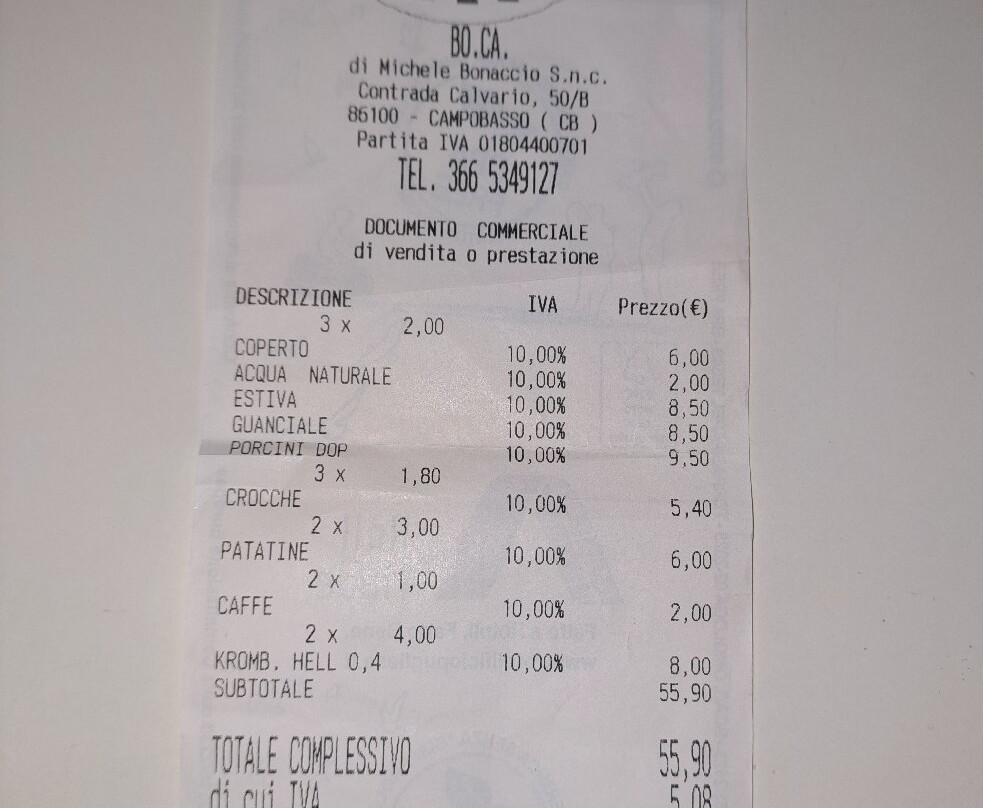 BO.CA.
di Michele Bonaccio S.n.c.
Contrada Calvario, 50/B
86100 - CAMPOBASSO ( CB )
Partita IVA 01804400701
TEL. 366 5349127
DOCUMENTO COMMERCIALE
di vendita o prestazione
DESCRIZIONE IVA Prezzo(€)
3 x 2,00
COPERTO 10,00% 6,00
ACQUA NATURALE 10,00% 2,00
ESTIVA 10,00% 8,50
GUANCIALE 10,00% 8,50
PORCINI DOP 10,00% 9,50
3 x 1,80
CROCCHE 10,00% 5,40
2 x 3,00
PATATINE 10,00% 6,00
2 x 1,00
CAFFE 10,00% 2,00
2 x 4,00
KROMB. HELL 0,4 10,00% 8,00
SUBTOTALE 55,90
TOTALE COMPLESSIVO 55,90
di cui IVA 5,08